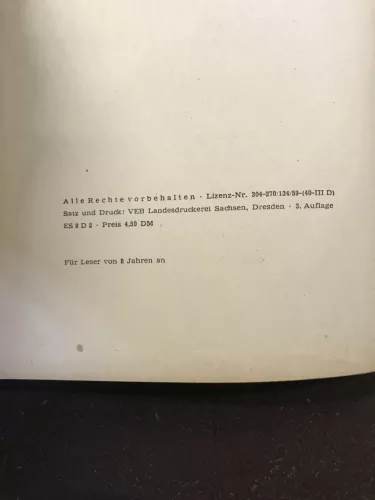 Alle Rechte vorbehalten · Lizenz-Nr. 304-270/134/59-(40-III D)
Satz und Druck: VEB Landesdruckerei Sachsen, Dresden · 3. Auflage
ES 9 D 2 · Preis 4,50 DM
Für Leser von 8 Jahren an